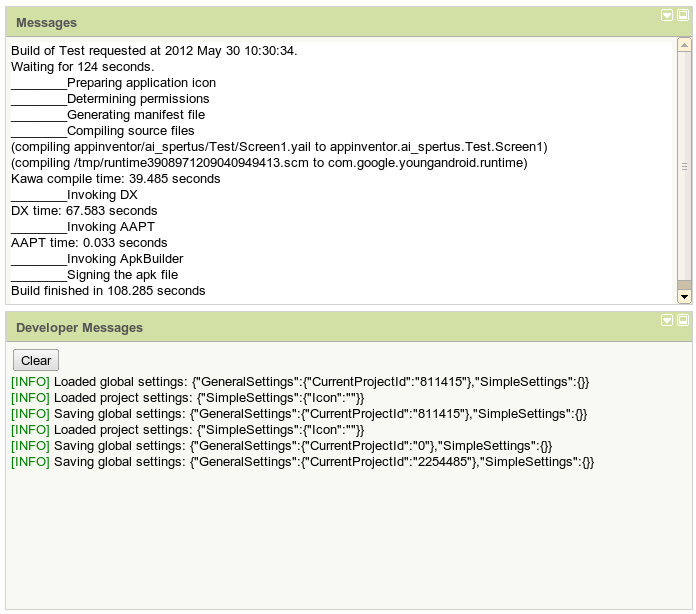 Messages
Build of Test requested at 2012 May 30 10:30:34.
Waiting for 124 seconds.
________Preparing application icon
________Determining permissions
________Generating manifest file
________Compiling source files
(compiling appinventor/ai_spertus/Test/Screen1.yail to appinventor.ai_spertus.Test.Screen1)
(compiling /tmp/runtime3908971209040949413.scm to com.google.youngandroid.runtime)
Kawa compile time: 39.485 seconds
________Invoking DX
DX time: 67.583 seconds
________Invoking AAPT
AAPT time: 0.033 seconds
________Invoking ApkBuilder
________Signing the apk file
Build finished in 108.285 seconds
Developer Messages
Clear
[INFO] Loaded global settings: {"GeneralSettings":{"CurrentProjectId":"811415"},"SimpleSettings":{}}
[INFO] Loaded project settings: {"SimpleSettings":{"Icon":""}}
[INFO] Saving global settings: {"GeneralSettings":{"CurrentProjectId":"811415"},"SimpleSettings":{}}
[INFO] Loaded project settings: {"SimpleSettings":{"Icon":""}}
[INFO] Saving global settings: {"GeneralSettings":{"CurrentProjectId":"0"},"SimpleSettings":{}}
[INFO] Saving global settings: {"GeneralSettings":{"CurrentProjectId":"2254485"},"SimpleSettings":{}}